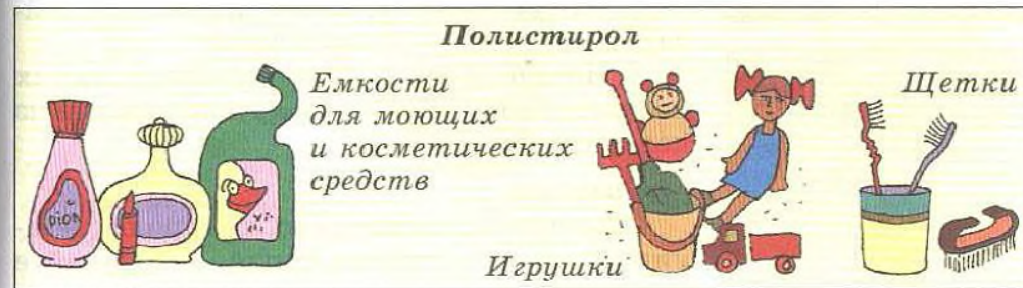 Полистирол
Емкости
для моющих
и косметических
средств
Игрушки
Щетки